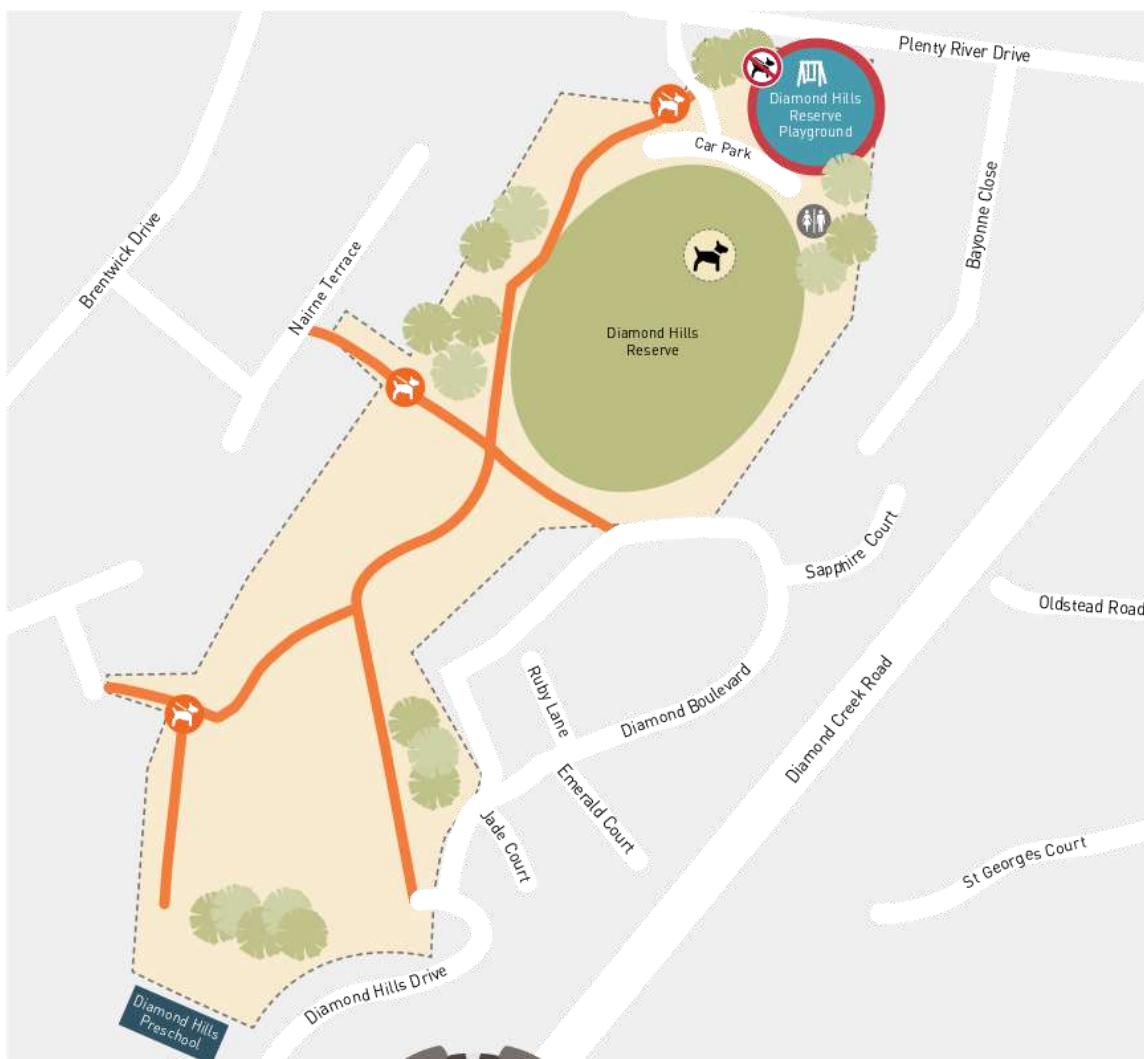 Plenty River Drive
Diamond Hills
Reserve
Playground
Car Park
Bayonne Close
Brentwick Drive
Nairne Terrace
Diamond Hills
Reserve
Sapphire Court
Oldstead Road
Ruby Lane
Diamond Boulevard
Diamond Creek Road
Emerald Court
Jade Court
St Georges Court
Diamond Hills Drive
Diamond Hills
Preschool